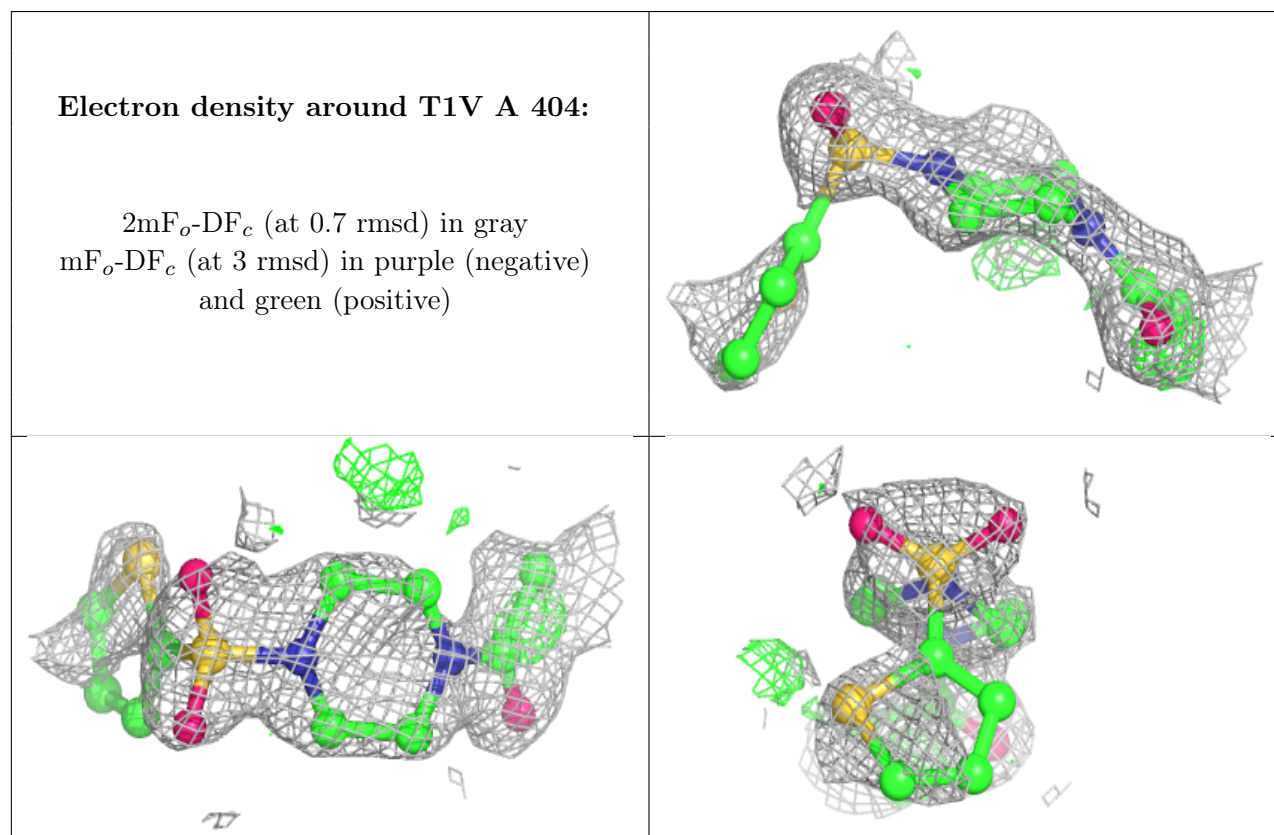 Electron density around T1V A 404:
2mFo-DFc (at 0.7 rmsd) in gray
mFo-DFc (at 3 rmsd) in purple (negative)
and green (positive)